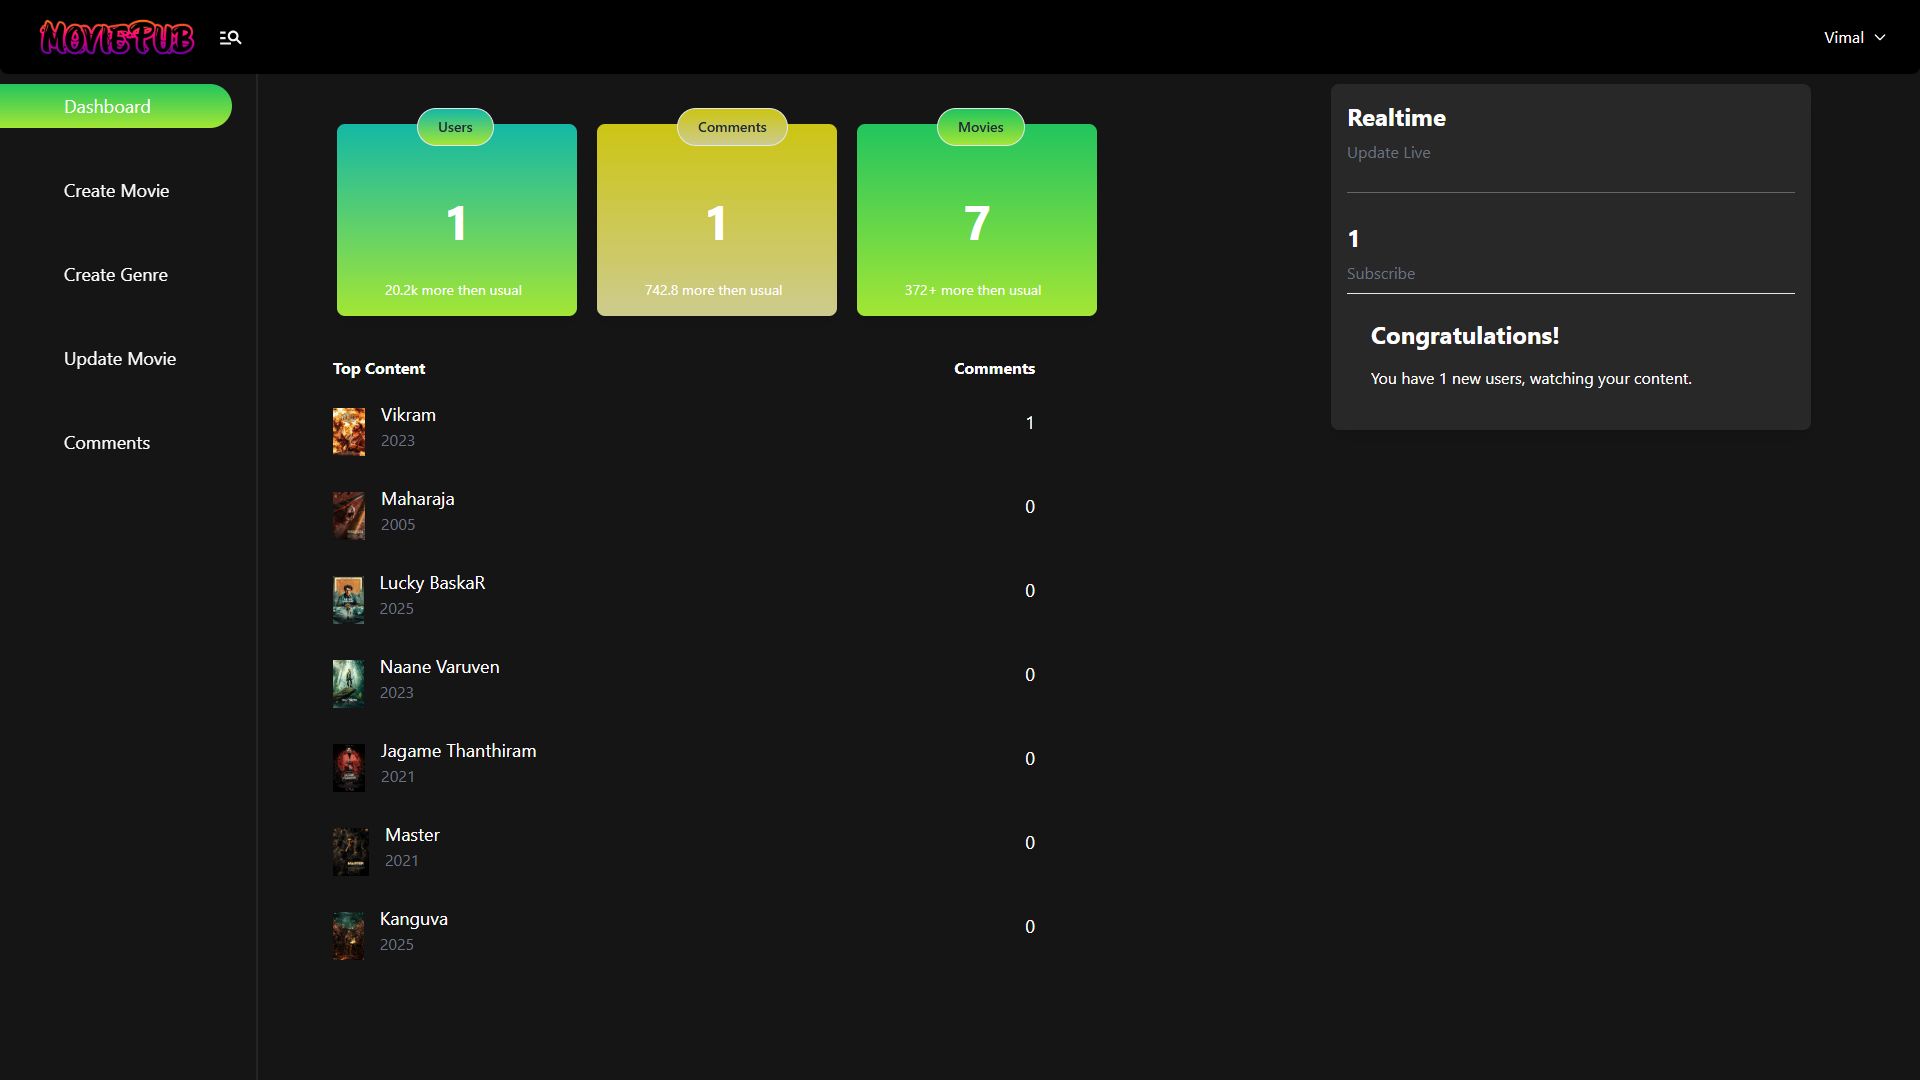 MOVIEPUB
Vimal
Dashboard
Create Movie
Create Genre
Update Movie
Comments
Users
1
20.2k more then usual
Comments
1
742.8 more then usual
Movies
7
372+ more then usual
Top Content Comments
Vikram
2023
1
Maharaja
2005
0
Lucky BaskaR
2025
0
Naane Varuven
2023
0
Jagame Thanthiram
2021
0
Master
2021
0
Kanguva
2025
0
Realtime
Update Live
1
Subscribe
Congratulations!
You have 1 new users, watching your content.